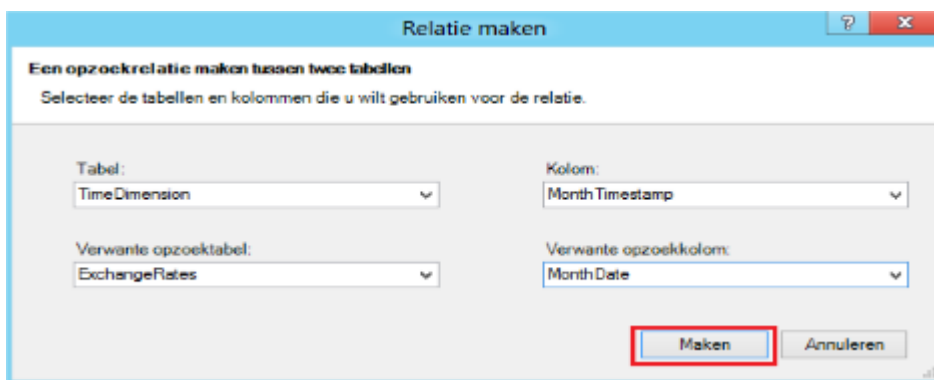 Relatie maken
Een opzoekrelatie maken tussen twee tabellen
Selecteer de tabellen en kolommen die u wilt gebruiken voor de relatie.
Tabel: Kolom:
TimeDimension MonthTimestamp
Verwante opzoektabel: Verwante opzoekkolom:
ExchangeRates MonthDate
Maken Annuleren